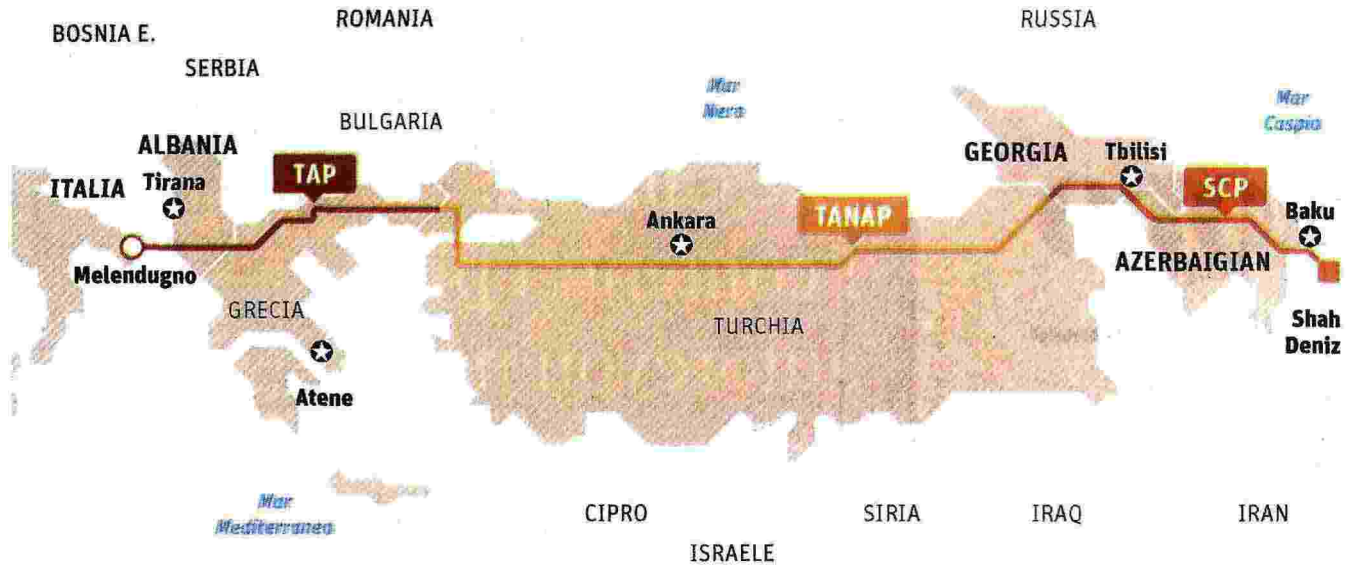 ROMANIA
RUSSIA
BOSNIA E.
SERBIA
Mar
Nero
Mar
Caspio
BULGARIA
ALBANIA
GEORGIA
Tbilisi
TAP
SCP
ITALIA
Tirana
Ankara
TANAP
Baku
Melendugno
AZERBAIGIAN
GRECIA
TURCHIA
Shah
Deniz
Atene
Mar
Mediterraneo
CIPRO
SIRIA
IRAQ
IRAN
ISRAELE